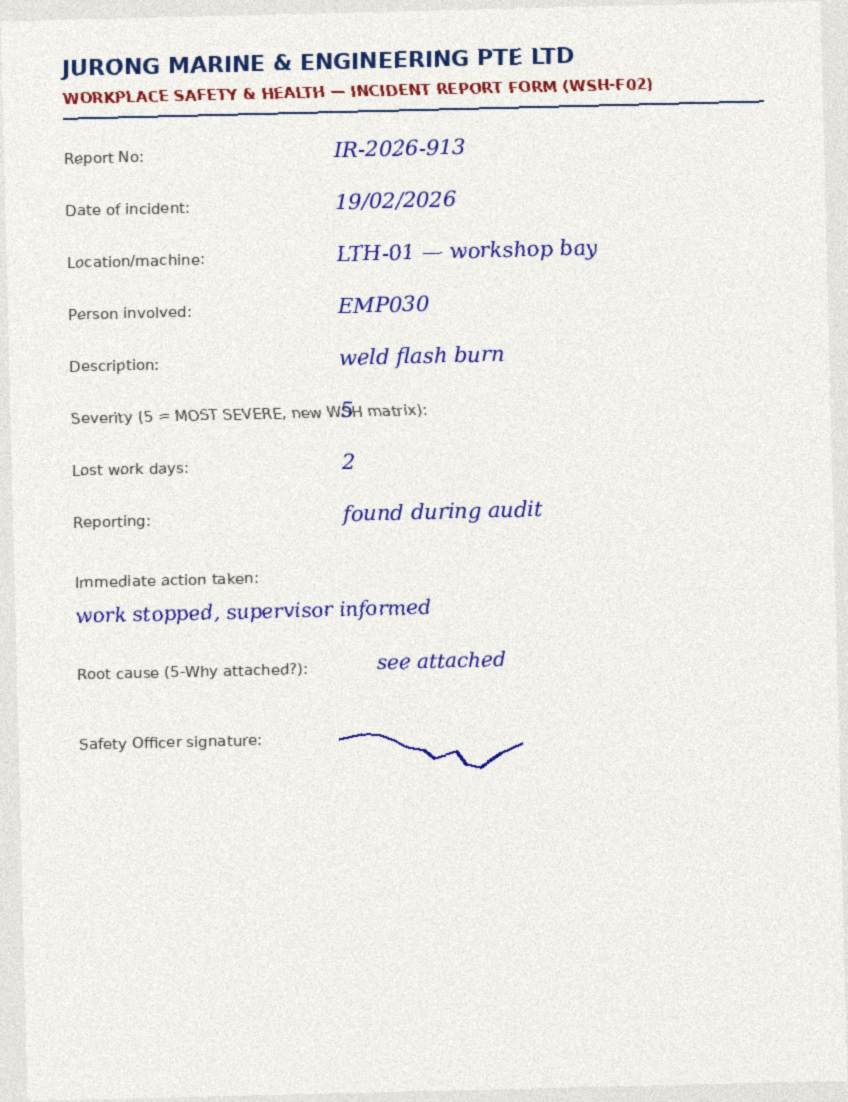 JURONG MARINE & ENGINEERING PTE LTD
WORKPLACE SAFETY & HEALTH — INCIDENT REPORT FORM (WSH-F02)
Report No: IR-2026-913
Date of incident: 19/02/2026
Location/machine: LTH-01 — workshop bay
Person involved: EMP030
Description: weld flash burn
Severity (5 = MOST SEVERE, new WSH matrix): 5
Lost work days: 2
Reporting: found during audit
Immediate action taken:
work stopped, supervisor informed
Root cause (5-Why attached?): see attached
Safety Officer signature: